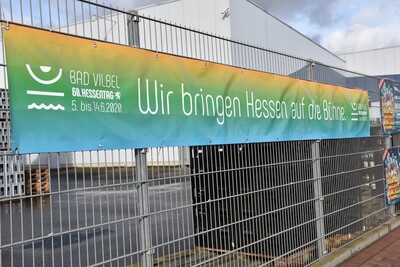 BAD VILBEL
60. HESSENTAG
5. bis 14.6.2020
Wir bringen Hessen auf die Bühne.